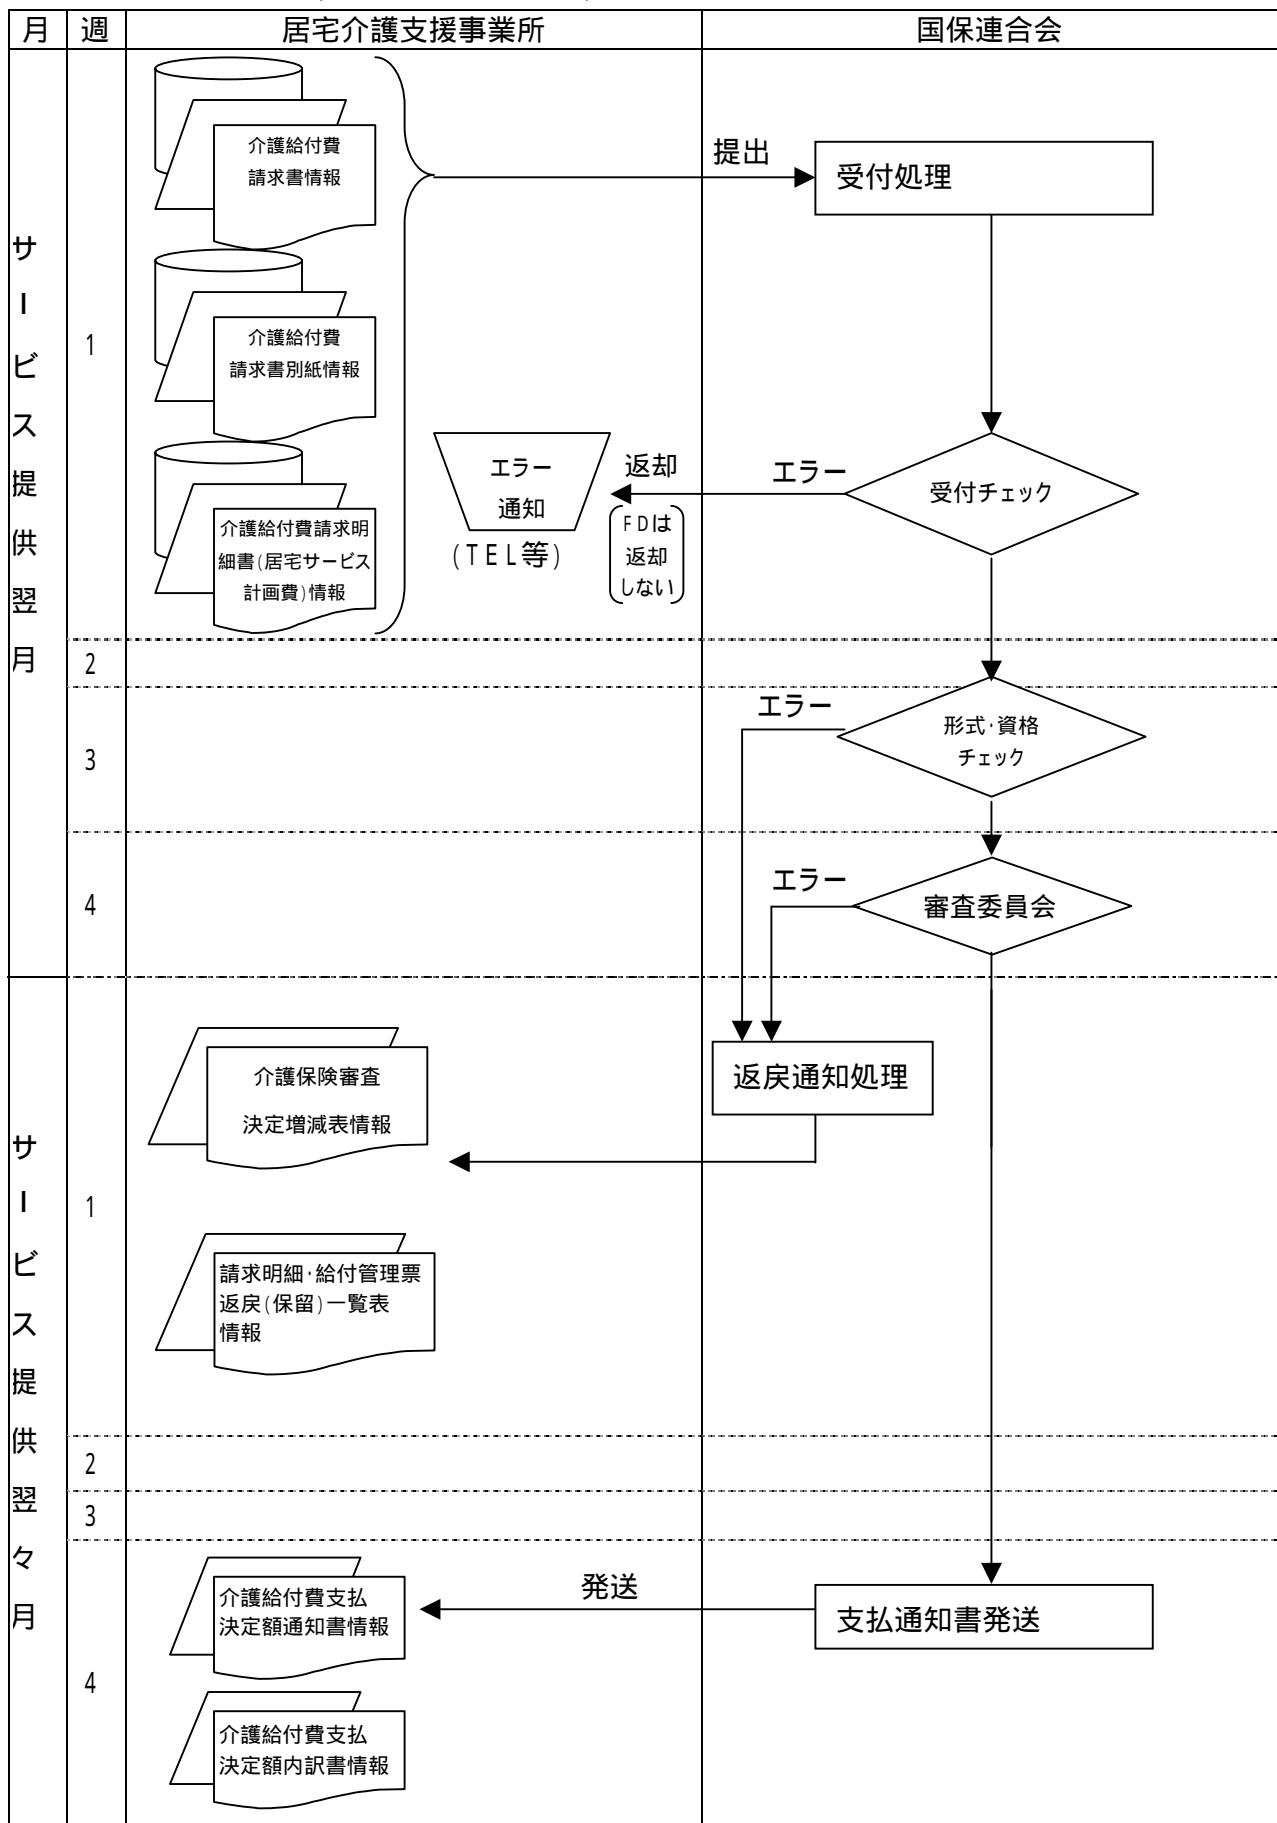 月 週 居宅介護支援事業所 国保連合会
サービス提供翌月
1
介護給付費
請求書情報
提出
受付処理
介護給付費
請求書別紙情報
介護給付費請求明
細書(居宅サービス
計画費)情報
エラー
通知
(TEL等)
返却
FDは
返却
しない
エラー
受付チェック
2
3
エラー
形式・資格
チェック
4
エラー
審査委員会
サービス提供翌々月
1
介護保険審査
決定増減表情報
返戻通知処理
請求明細・給付管理票
返戻(保留)一覧表
情報
2
3
4
介護給付費支払
決定額通知書情報
発送
支払通知書発送
介護給付費支払
決定額内訳書情報